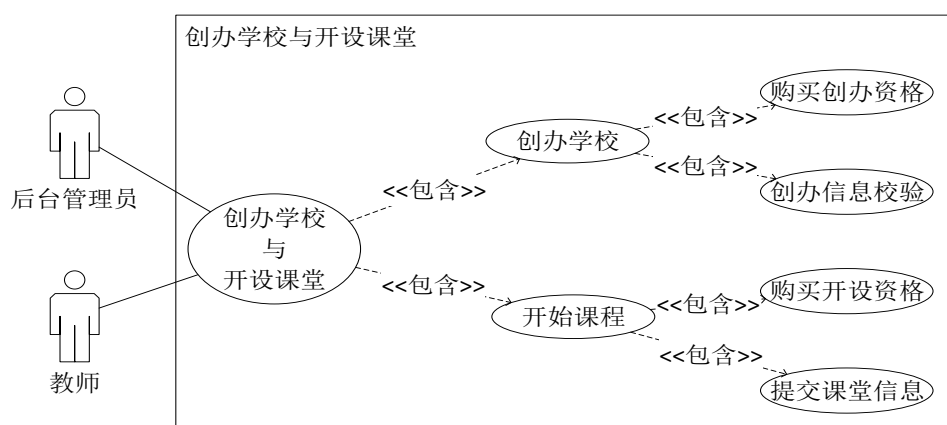 创办学校与开设课堂
后台管理员
教师
创办学校
与
开设课堂
<<包含>>
<<包含>>
创办学校
开始课程
<<包含>>
<<包含>>
<<包含>>
<<包含>>
购买创办资格
创办信息校验
购买开设资格
提交课堂信息